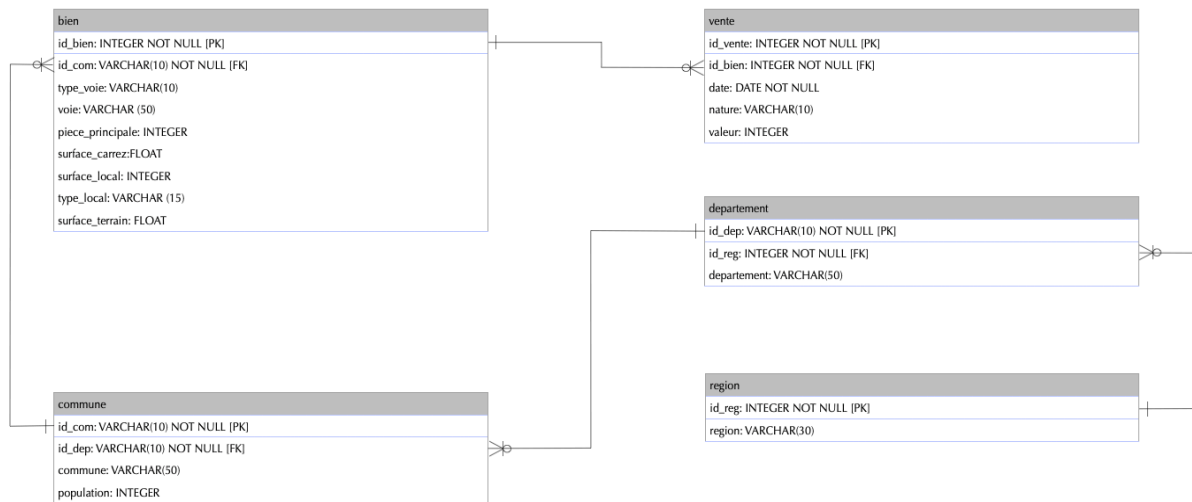 bien
id_bien: INTEGER NOT NULL [PK]
id_com: VARCHAR(10) NOT NULL [FK]
type_voie: VARCHAR(10)
voie: VARCHAR (50)
piece_principale: INTEGER
surface_carrez:FLOAT
surface_local: INTEGER
type_local: VARCHAR (15)
surface_terrain: FLOAT
vente
id_vente: INTEGER NOT NULL [PK]
id_bien: INTEGER NOT NULL [FK]
date: DATE NOT NULL
nature: VARCHAR(10)
valeur: INTEGER
departement
id_dep: VARCHAR(10) NOT NULL [PK]
id_reg: INTEGER NOT NULL [FK]
departement: VARCHAR(50)
commune
id_com: VARCHAR(10) NOT NULL [PK]
id_dep: VARCHAR(10) NOT NULL [FK]
commune: VARCHAR(50)
population: INTEGER
region
id_reg: INTEGER NOT NULL [PK]
region: VARCHAR(30)